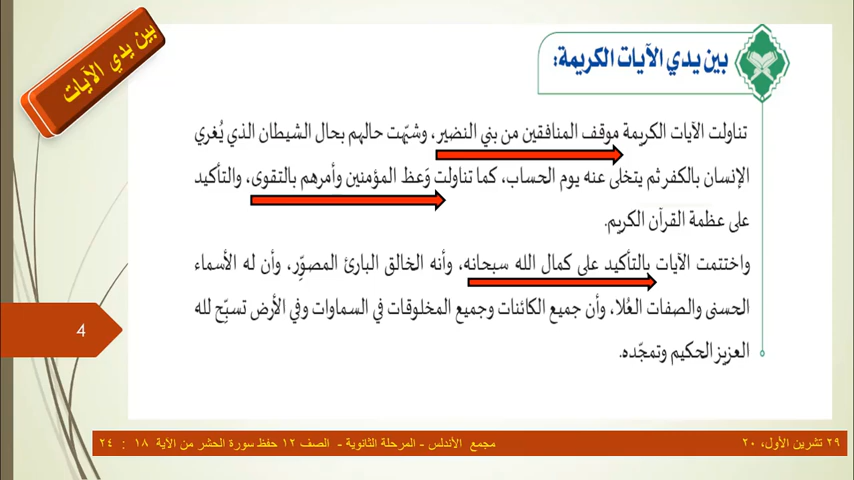 بين يدي الآيات
بين يدي الآيات الكريمة:
تناولت الآيات الكريمة موقف المنافقين من بني النضير، وشبّهت حالهم بحال الشيطان الذي يُغري
الإنسان بالكفر ثم يتخلى عنه يوم الحساب، كما تناولت وَعظ المؤمنين وأمرهم بالتقوى، والتأكيد
على عظمة القرآن الكريم.
واختتمت الآيات بالتأكيد على كمال الله سبحانه، وأنه الخالق البارئ المصوّر، وأن له الأسماء
الحسنى والصفات العُلا، وأن جميع الكائنات وجميع المخلوقات في السماوات وفي الأرض تسبّح لله
العزيز الحكيم وتمجّده.
4
٢٩ تشرين الأول، ٢٠
مجمع الأندلس - المرحلة الثانوية - الصف ١٢ حفظ سورة الحشر من الآية ١٨ : ٢٤